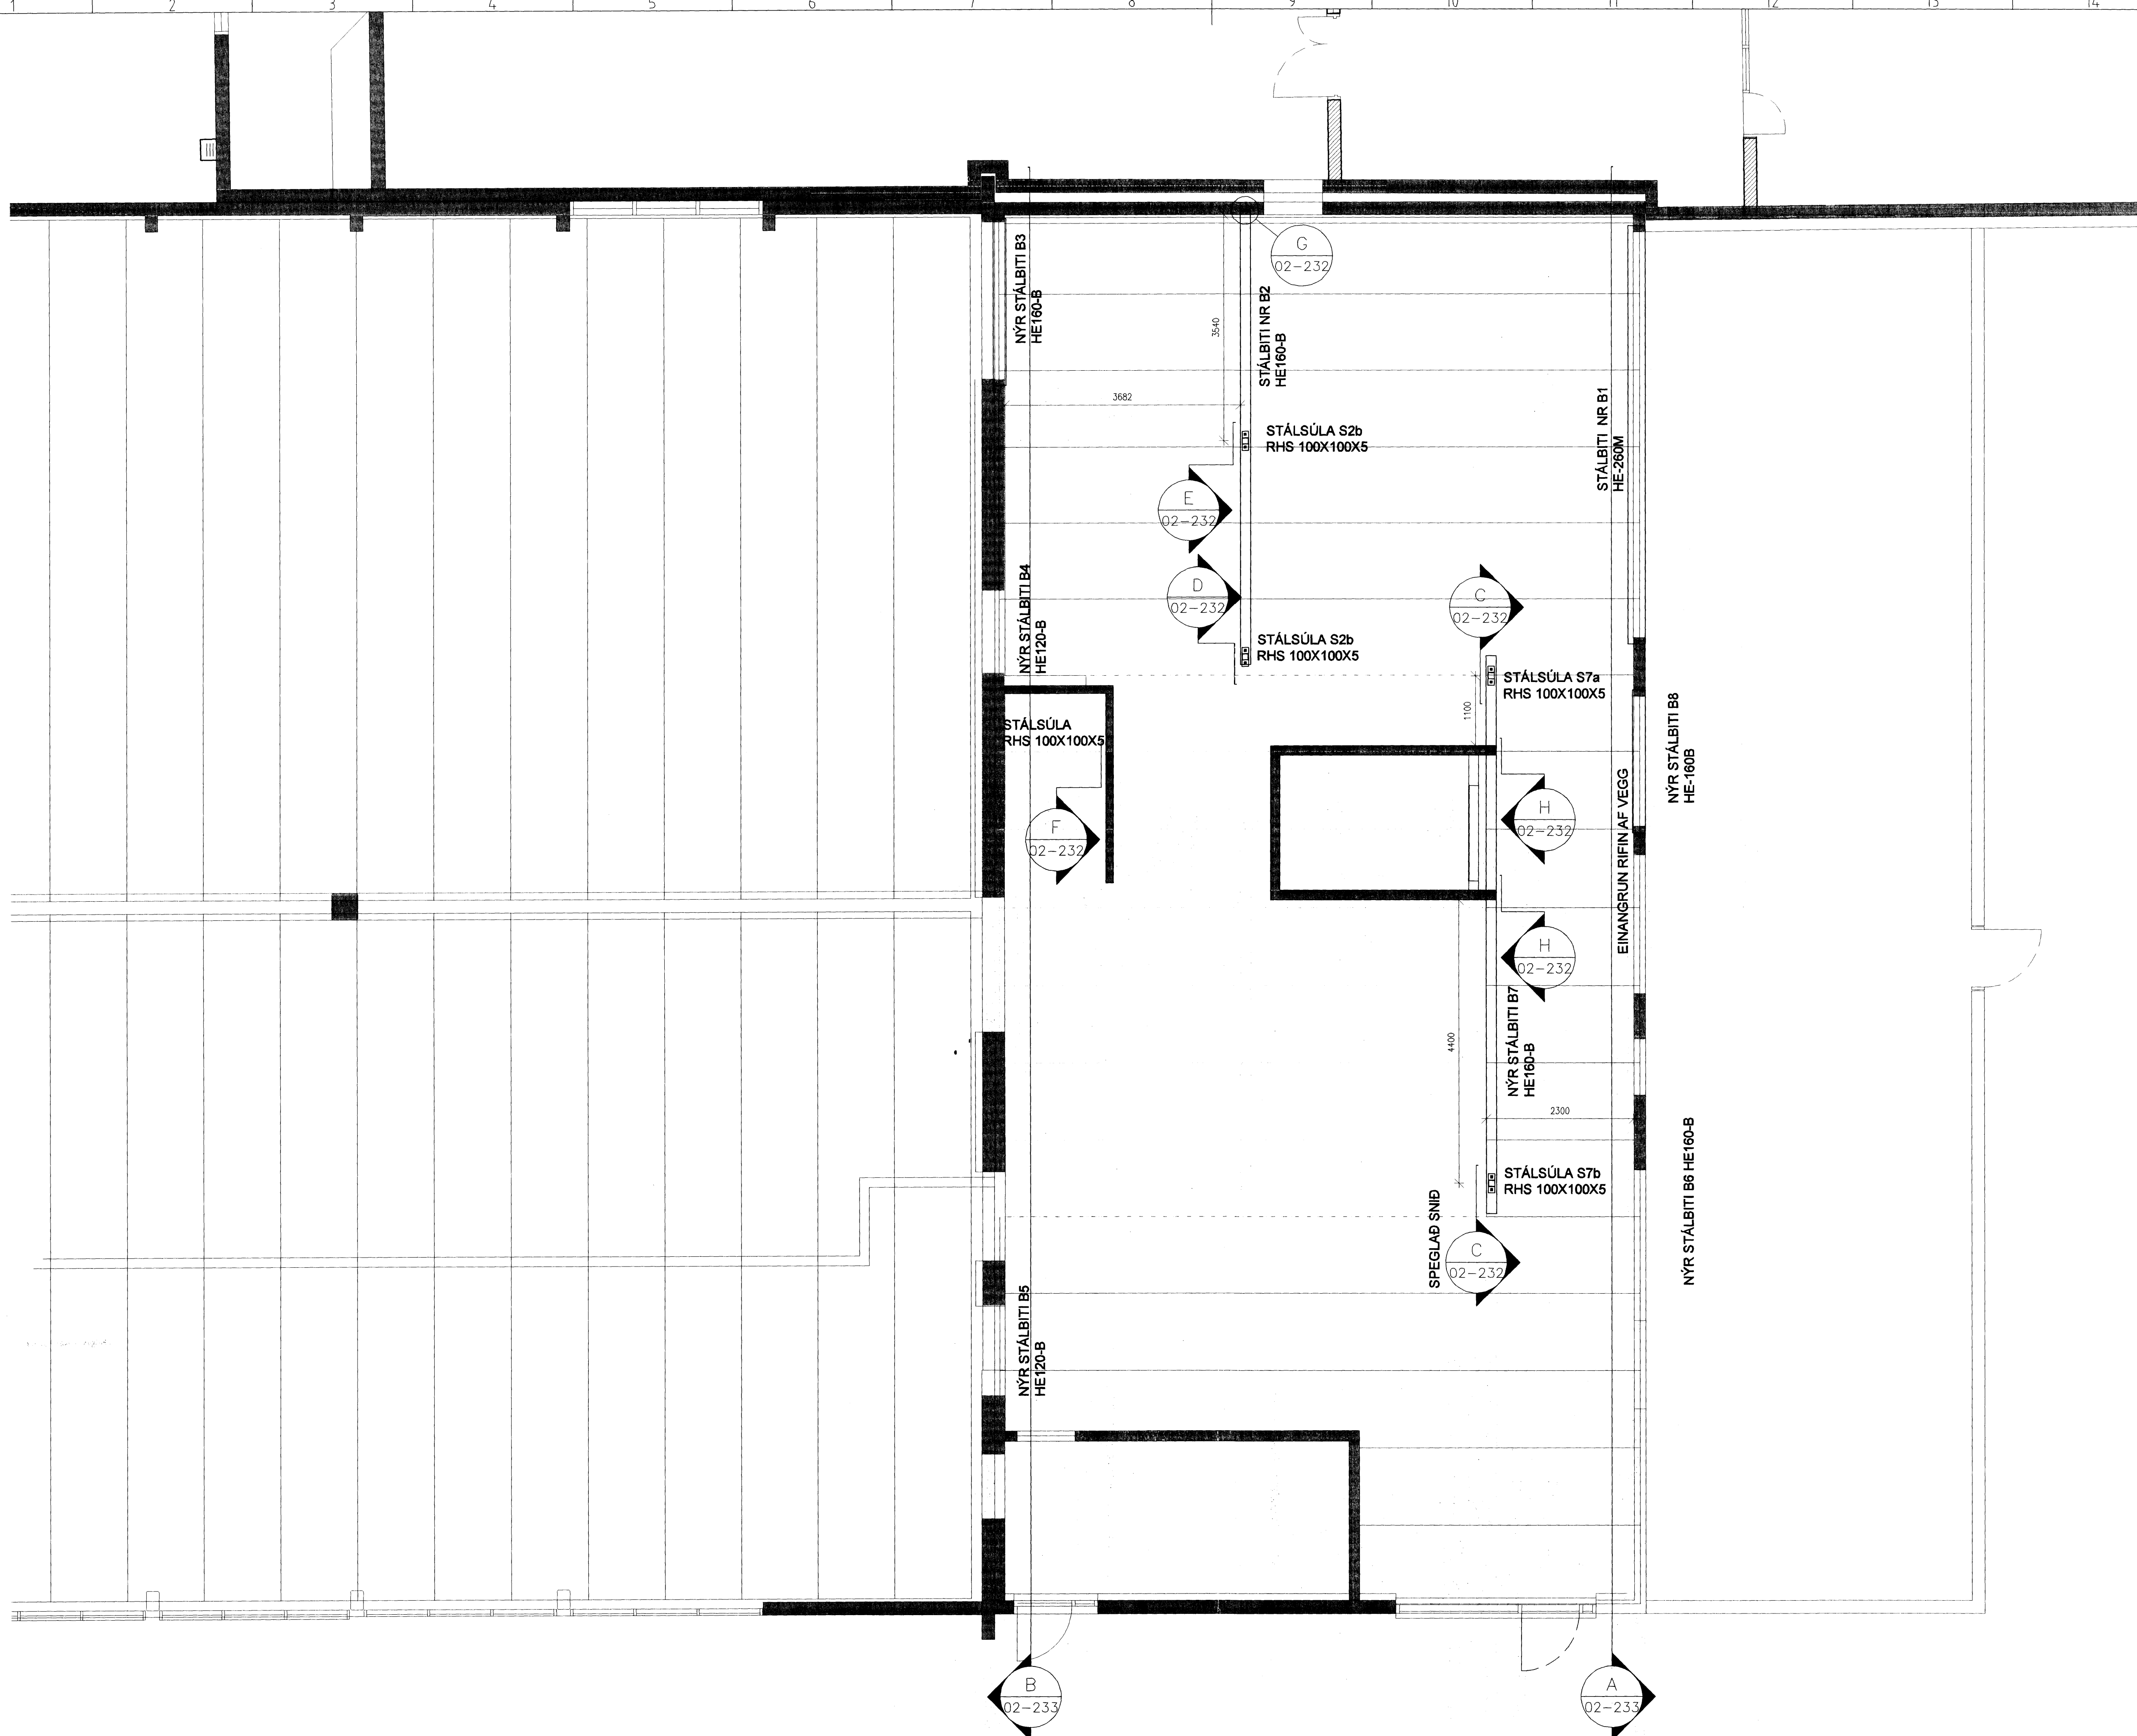 1 2 3 4 5 6 7 8 9 10 11 12 13 14
G
02-232
NÝR STÁLBITI B3
HE160-B
STÁLBITI NR B2
HE160-B
3540
3682
STÁLSÚLA S2b
RHS 100X100X5
STÁLBITI NR B1
HE-260M
E
02-232
D
02-232
C
02-232
NÝR STÁLBITI B4
HE120-B
STÁLSÚLA S2b
RHS 100X100X5
STÁLSÚLA S7a
RHS 100X100X5
1100
STÁLSÚLA
RHS 100X100X5
NÝR STÁLBITI B8
HE-160B
F
02-232
H
02-232
EINANGRUN RIFIN AF VEGG
H
02-232
NÝR STÁLBITI B7
HE160-B
4400
2300
STÁLSÚLA S7b
RHS 100X100X5
SPEGLAÐ SNIÐ
C
02-232
NÝR STÁLBITI B6 HE160-B
NÝR STÁLBITI B5
HE120-B
B
02-233
A
02-233